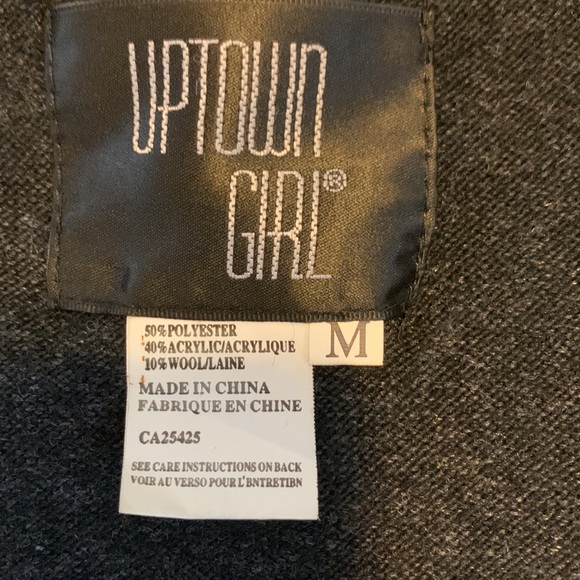 UPTOWN
GIRL®
50%POLYESTER
40%ACRYLIC/ACRYLIQUE
10%WOOL/LAINE
M
MADE IN CHINA
FABRIQUE EN CHINE
CA25425
SEE CARE INSTRUCTIONS ON BACK
VOIR AU VERSO POUR L'BNTRETIBN